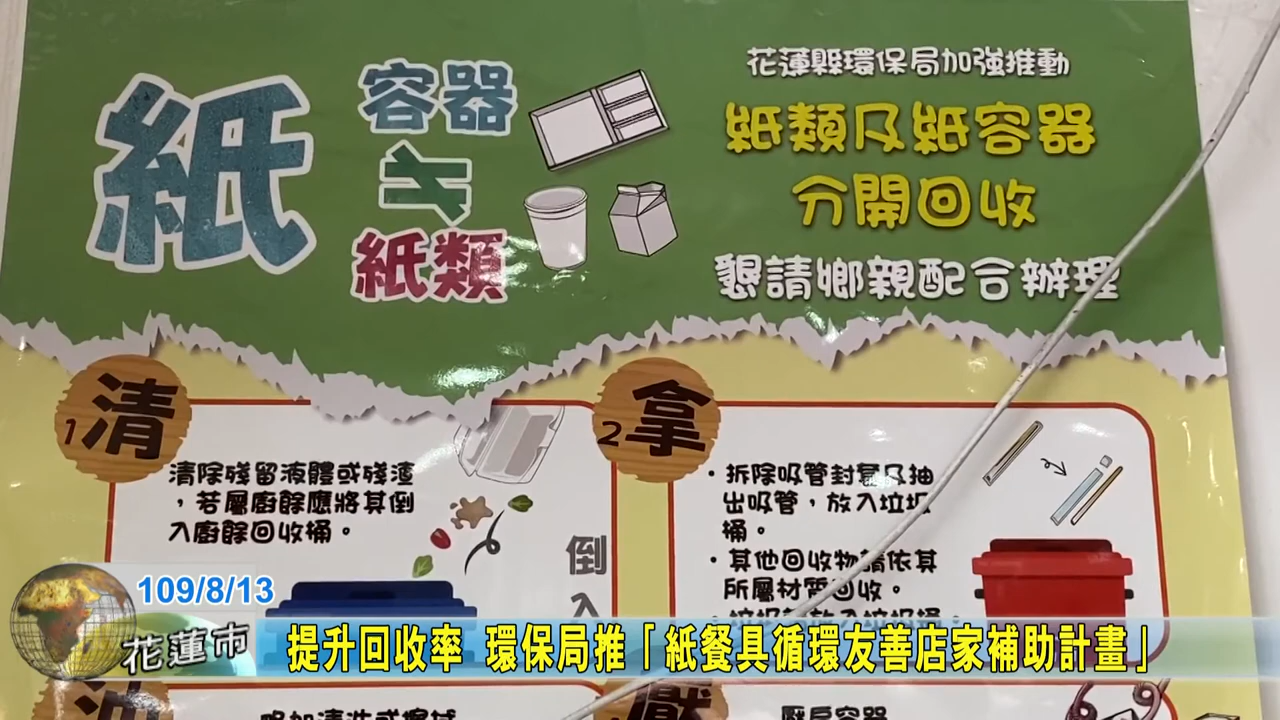 紙
容器
紙類
花蓮縣環保局加強推動
紙類及紙容器
分開回收
懇請鄉親配合辦理
1清
清除殘留液體或殘渣
，若屬廚餘應將其倒
入廚餘回收桶。
倒
入
2拿
・拆除吸管封套及抽
出吸管，放入垃圾
桶。
・其他回收物請依其
所屬材質回收。
109/8/13
花蓮市
提升回收率 環保局推「紙餐具循環友善店家補助計畫」
壓扁容器